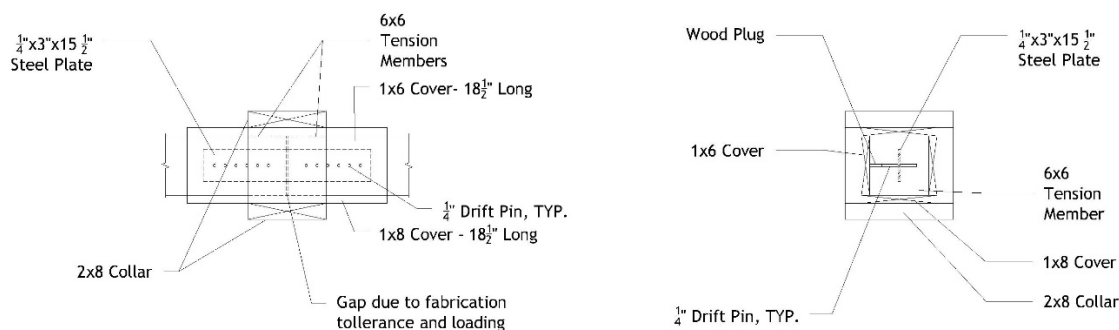 1/4"x3"x15 1/2"
Steel Plate
6x6
Tension
Members
1x6 Cover- 18 1/2" Long
1/4" Drift Pin, TYP.
1x8 Cover - 18 1/2" Long
2x8 Collar
Gap due to fabrication
tollerance and loading
Wood Plug
1/4"x3"x15 1/2"
Steel Plate
1x6 Cover
6x6
Tension
Member
1x8 Cover
2x8 Collar
1/4" Drift Pin, TYP.